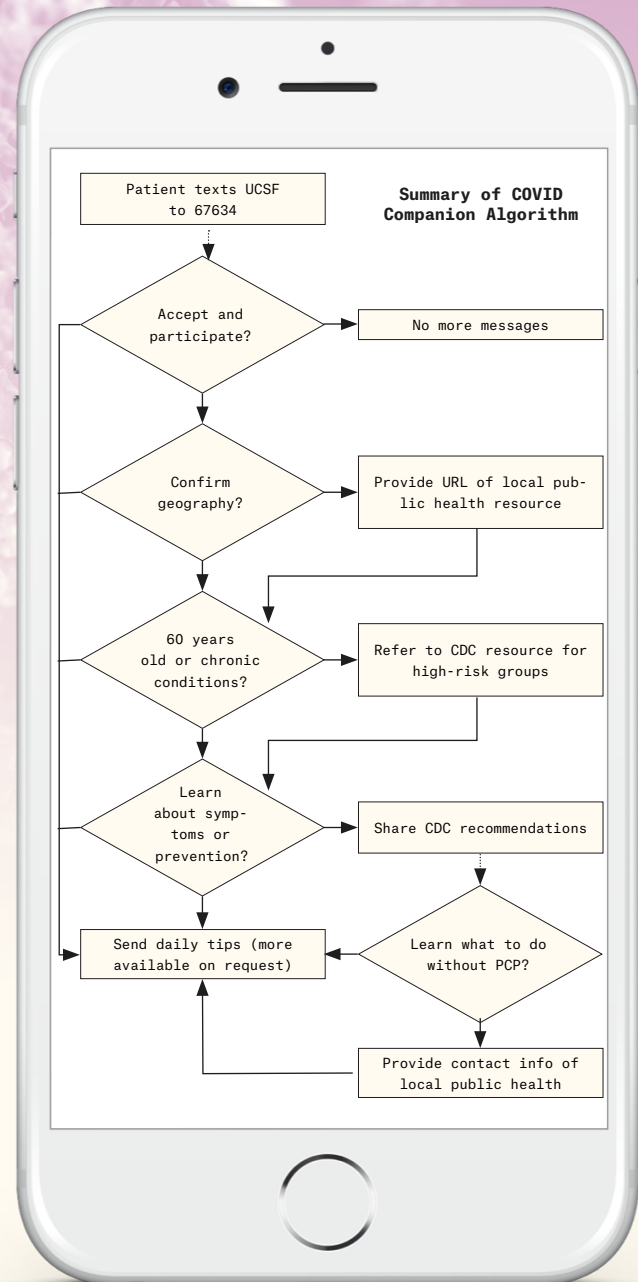 Patient texts UCSF
to 67634
Summary of COVID
Companion Algorithm
Accept and
participate?
No more messages
Confirm
geography?
Provide URL of local pub-
lic health resource
60 years
old or chronic
conditions?
Refer to CDC resource for
high-risk groups
Learn
about symp-
toms or
prevention?
Share CDC recommendations
Send daily tips (more
available on request)
Learn what to do
without PCP?
Provide contact info of
local public health